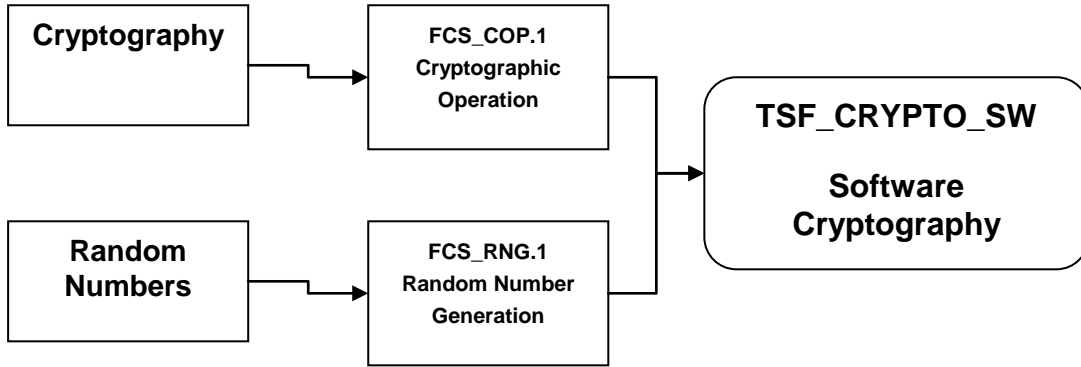 Cryptography
FCS_COP.1
Cryptographic
Operation
TSF_CRYPTO_SW
Software
Cryptography
Random
Numbers
FCS_RNG.1
Random Number
Generation